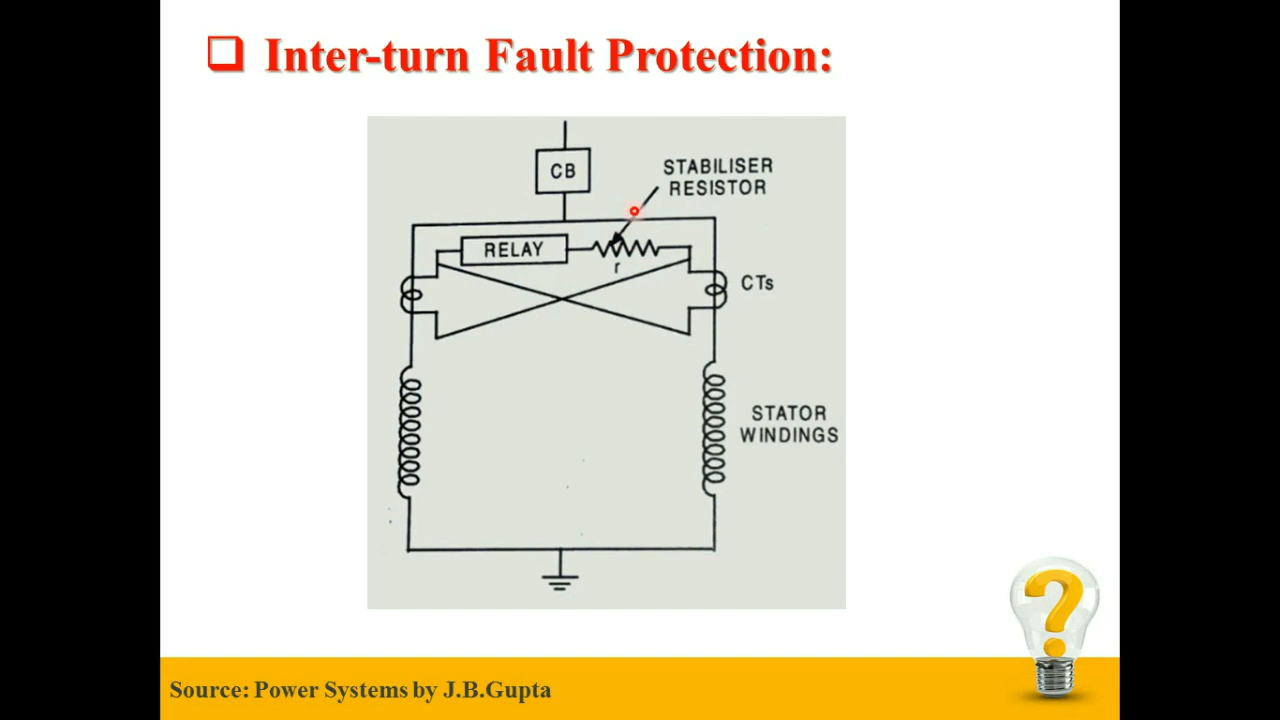 Inter-turn Fault Protection:
CB
STABILISER
RESISTOR
RELAY
r
CTs
STATOR
WINDINGS
?
Source: Power Systems by J.B.Gupta